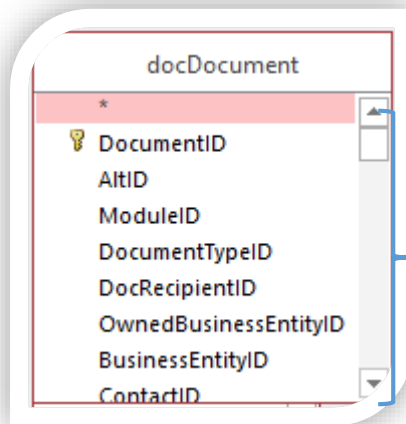 docDocument
*
DocumentID
AltID
ModuleID
DocumentTypeID
DocRecipientID
OwnedBusinessEntityID
BusinessEntityID
ContactID